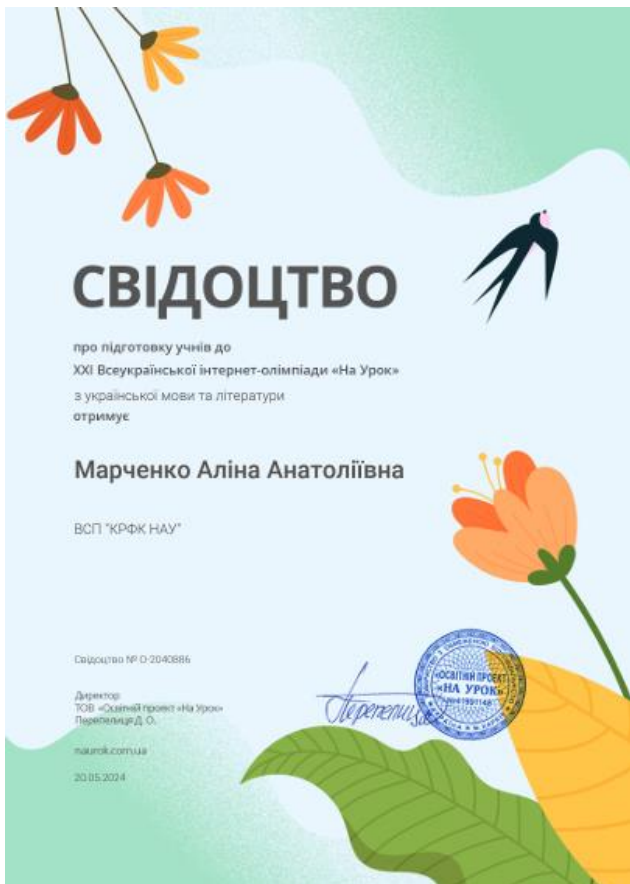 СВІДОЦТВО
про підготовку учнів до
XXI Всеукраїнської інтернет-олімпіади «На Урок»
з української мови та літератури
отримує
Марченко Аліна Анатоліївна
ВСП "КРФК НАУ"
Свідоцтво № О-2040886
Директор
ТОВ «Освітній проект «На Урок»
Перепелиця Д. О.
naurok.com.ua
20.05.2024
«ОСВІТНІЙ ПРОЕКТ
«НА УРОК»